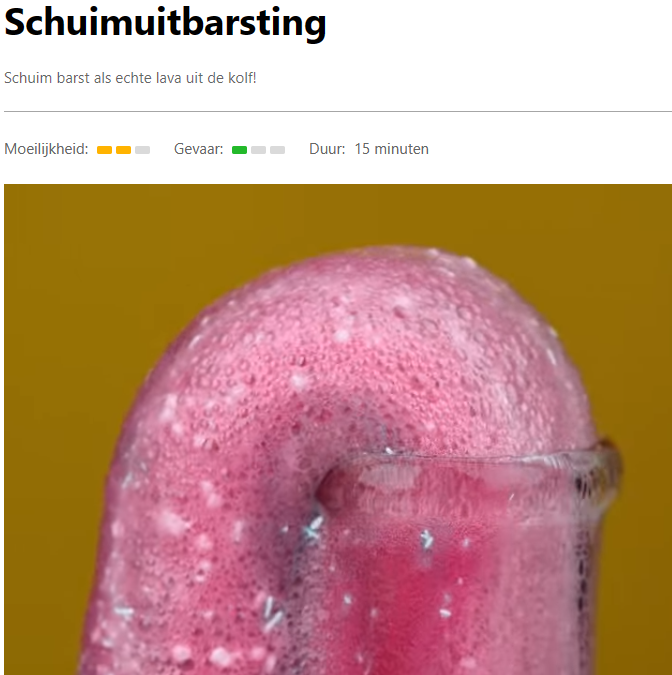 Schuimuitbarsting
Schuim barst als echte lava uit de kolf!
Moeilijkheid: Gevaar: Duur: 15 minuten